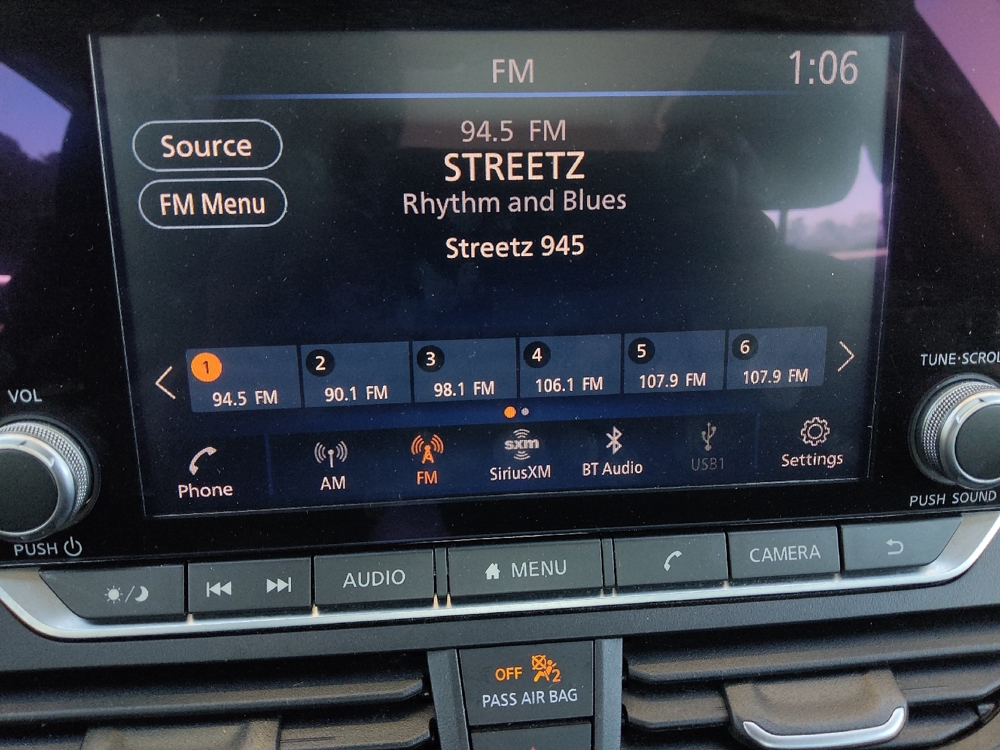 FM
1:06
Source
94.5 FM
STREETZ
FM Menu
Rhythm and Blues
Streetz 945
1
94.5 FM
2
90.1 FM
3
98.1 FM
4
106.1 FM
5
107.9 FM
6
107.9 FM
VOL
TUNE·SCROL
Phone
AM
FM
sxm
SiriusXM
BT Audio
USB1
Settings
PUSH
PUSH SOUND
AUDIO
MENU
CAMERA
OFF 2
PASS AIR BAG